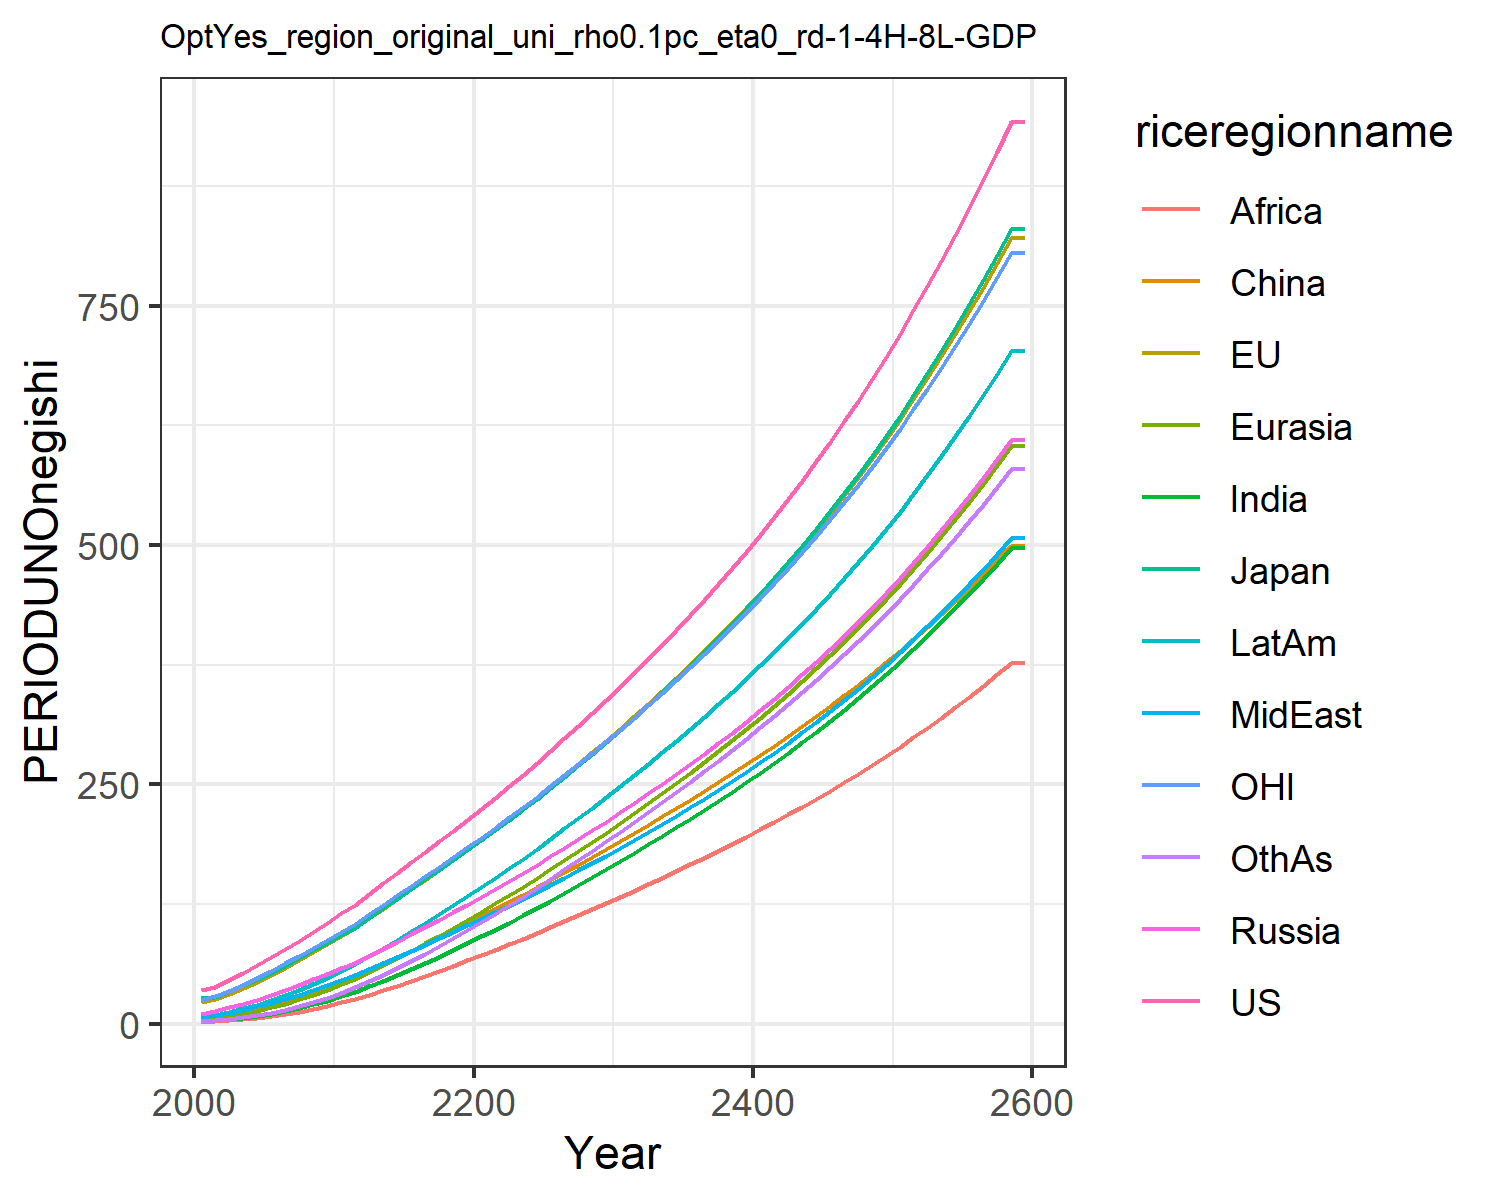 OptYes_region_original_uni_rho0.1pc_eta0_rd-1-4H-8L-GDP
PERIODUNOnegishi
750
500
250
0
2000
2200
2400
2600
Year
riceregionname
Africa
China
EU
Eurasia
India
Japan
LatAm
MidEast
OHI
OthAs
Russia
US